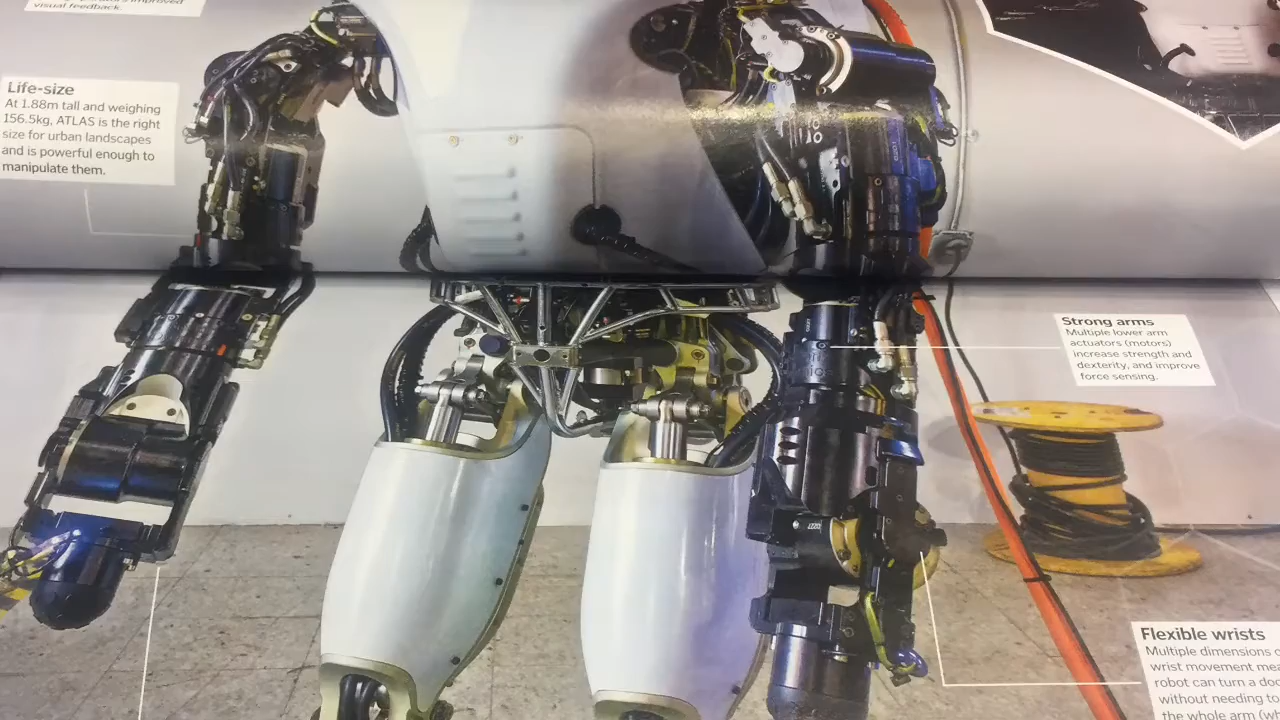 improved
visual feedback.
Life-size
At 1.88m tall and weighing
156.5kg, ATLAS is the right
size for urban landscapes
and is powerful enough to
manipulate them.
Strong arms
Multiple lower arm
actuators (motors)
increase strength and
dexterity, and improve
force sensing.
Flexible wrists
Multiple dimensions
wrist movement
robot can turn a
without needing to
the whole arm